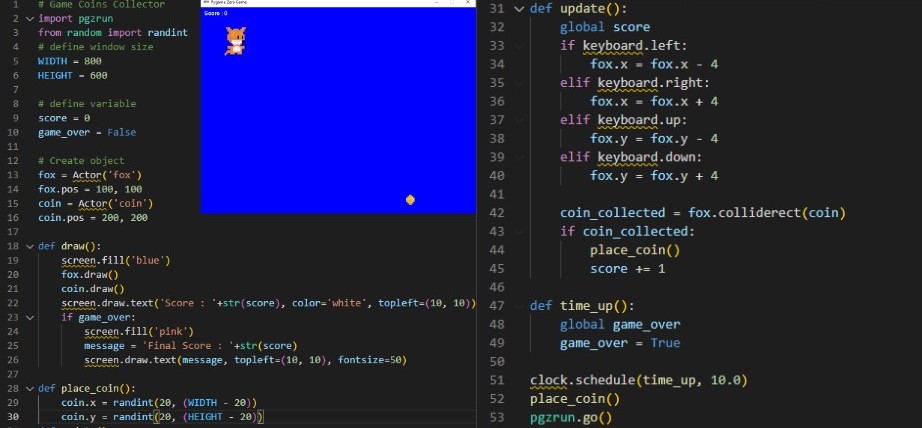 1 # Game Coins Collector
2 import pgzrun
3 from random import randint
4 # define window size
5 WIDTH = 800
6 HEIGHT = 600
7
8 # define variable
9 score = 0
10 game_over = False
11
12 # Create object
13 fox = Actor('fox')
14 fox.pos = 100, 100
15 coin = Actor('coin')
16 coin.pos = 200, 200
17
18 def draw():
19 screen.fill('blue')
20 fox.draw()
21 coin.draw()
22 screen.draw.text('Score : '+str(score), color='white', topleft=(10, 10))
23 if game_over:
24 screen.fill('pink')
25 message = 'Final Score : '+str(score)
26 screen.draw.text(message, topleft=(10, 10), fontsize=50)
27
28 def place_coin():
29 coin.x = randint(20, (WIDTH - 20))
30 coin.y = randint(20, (HEIGHT - 20))
Pygame Zero Game
Score : 0
31 def update():
32 global score
33 if keyboard.left:
34 fox.x = fox.x - 4
35 elif keyboard.right:
36 fox.x = fox.x + 4
37 elif keyboard.up:
38 fox.y = fox.y - 4
39 elif keyboard.down:
40 fox.y = fox.y + 4
41
42 coin_collected = fox.colliderect(coin)
43 if coin_collected:
44 place_coin()
45 score += 1
46
47 def time_up():
48 global game_over
49 game_over = True
50
51 clock.schedule(time_up, 10.0)
52 place_coin()
53 pgzrun.go()